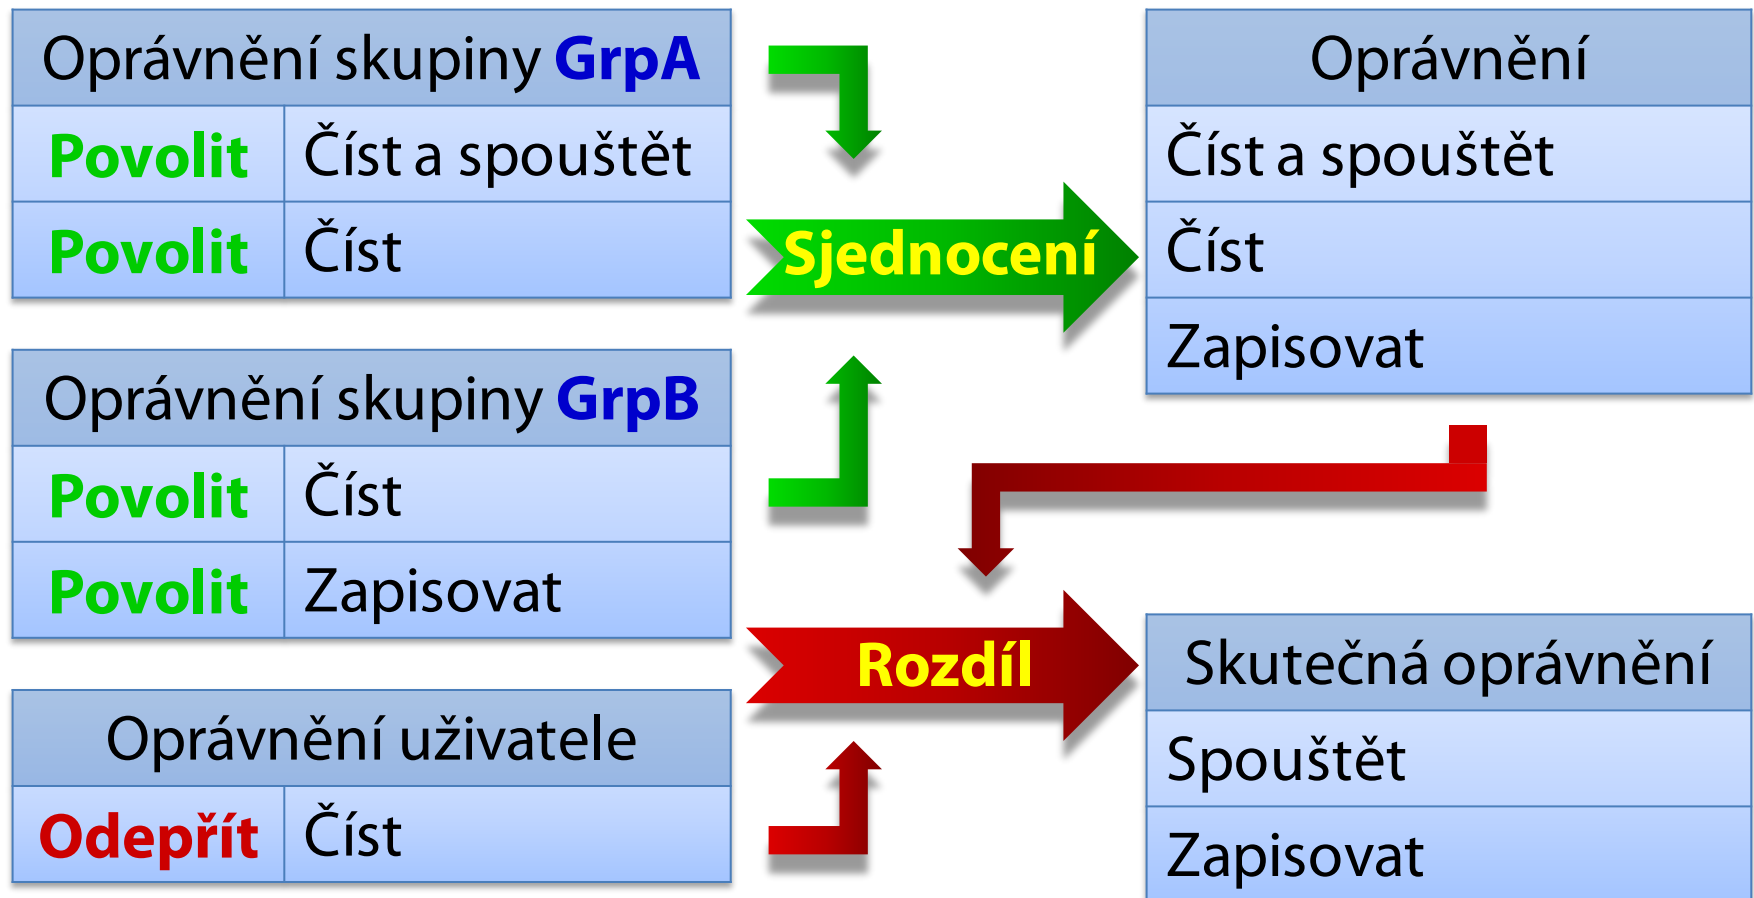 Oprávnění skupiny GrpA
Povolit Číst a spouštět
Povolit Číst
Oprávnění skupiny GrpB
Povolit Číst
Povolit Zapisovat
Oprávnění uživatele
Odepřít Číst
Sjednocení
Rozdíl
Oprávnění
Číst a spouštět
Číst
Zapisovat
Skutečná oprávnění
Spouštět
Zapisovat